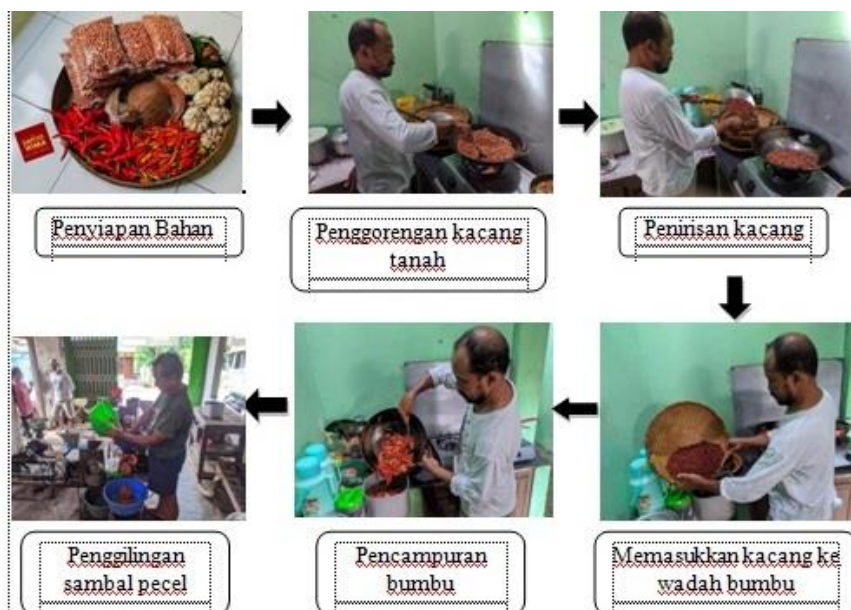 Penyiapan Bahan
Penggorengan kacang
tanah
Penirisan kacang
Penggilingan
sambal pecel
Pencampuran
bumbu
Memasukkan kacang ke
wadah bumbu